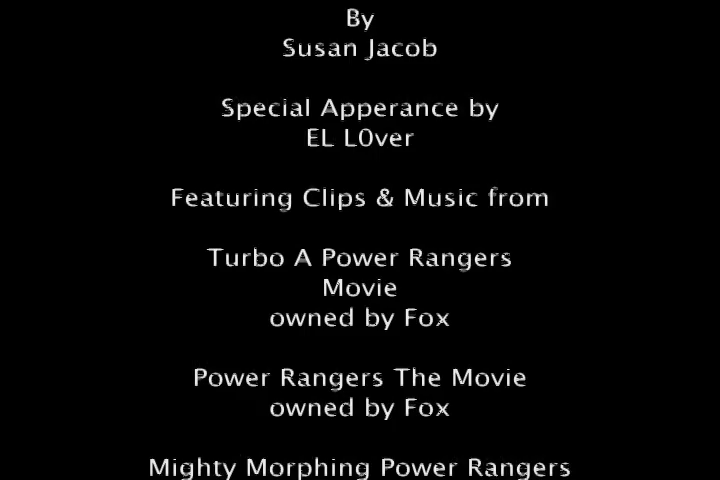 By
Susan Jacob
Special Apperance by
EL L0ver
Featuring Clips & Music from
Turbo A Power Rangers
Movie
owned by Fox
Power Rangers The Movie
owned by Fox
Mighty Morphing Power Rangers